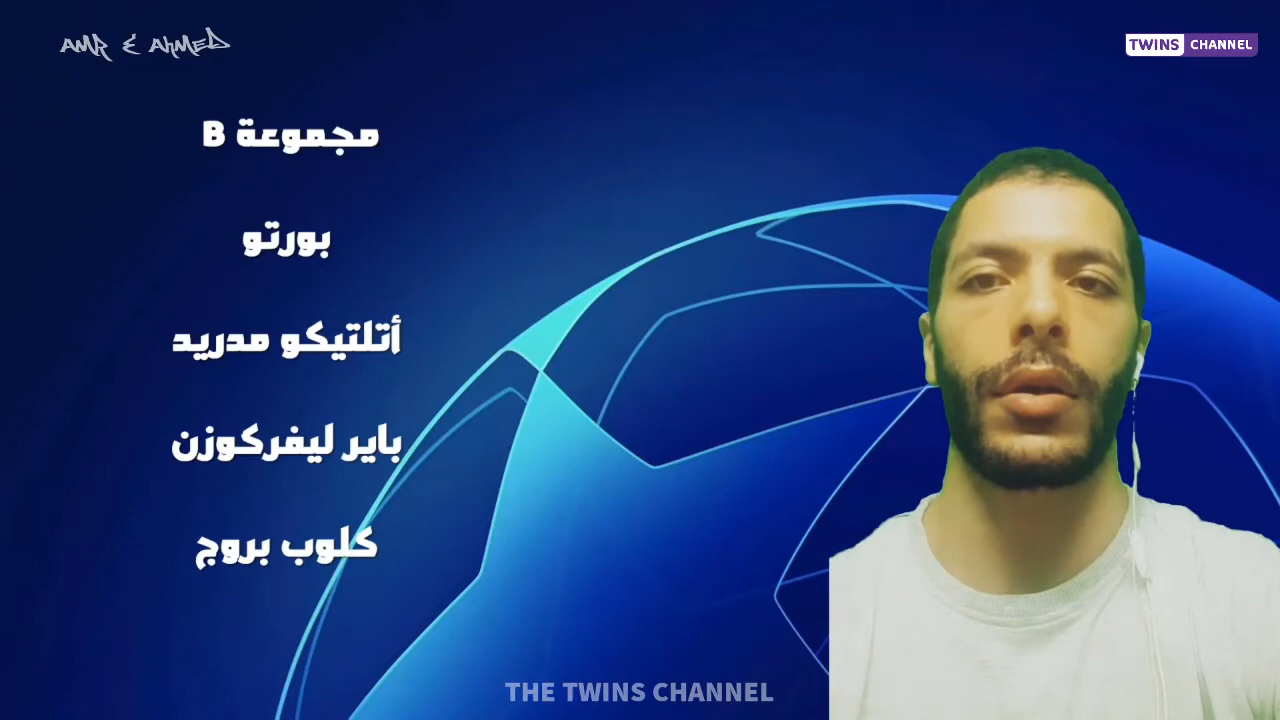 AMR & AHMED
TWINS CHANNEL
مجموعة B
بورتو
أتلتيكو مدريد
باير ليفركوزن
كلوب بروج
THE TWINS CHANNEL